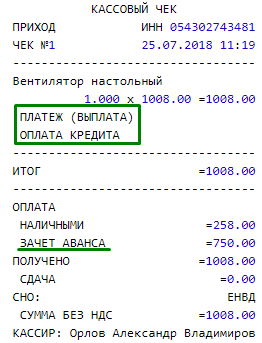 КАССОВЫЙ ЧЕК
ПРИХОД ИНН 054302743481
ЧЕК №1 25.07.2018 11:19
Вентилятор настольный
1.000 x 1008.00 =1008.00
ПЛАТЕЖ (ВЫПЛАТА)
ОПЛАТА КРЕДИТА
ИТОГ =1008.00
ОПЛАТА
НАЛИЧНЫМИ =258.00
ЗАЧЕТ АВАНСА =750.00
ПОЛУЧЕНО =1008.00
СДАЧА =0.00
СНО: ЕНВД
СУММА БЕЗ НДС =1008.00
КАССИР: Орлов Александр Владимиров